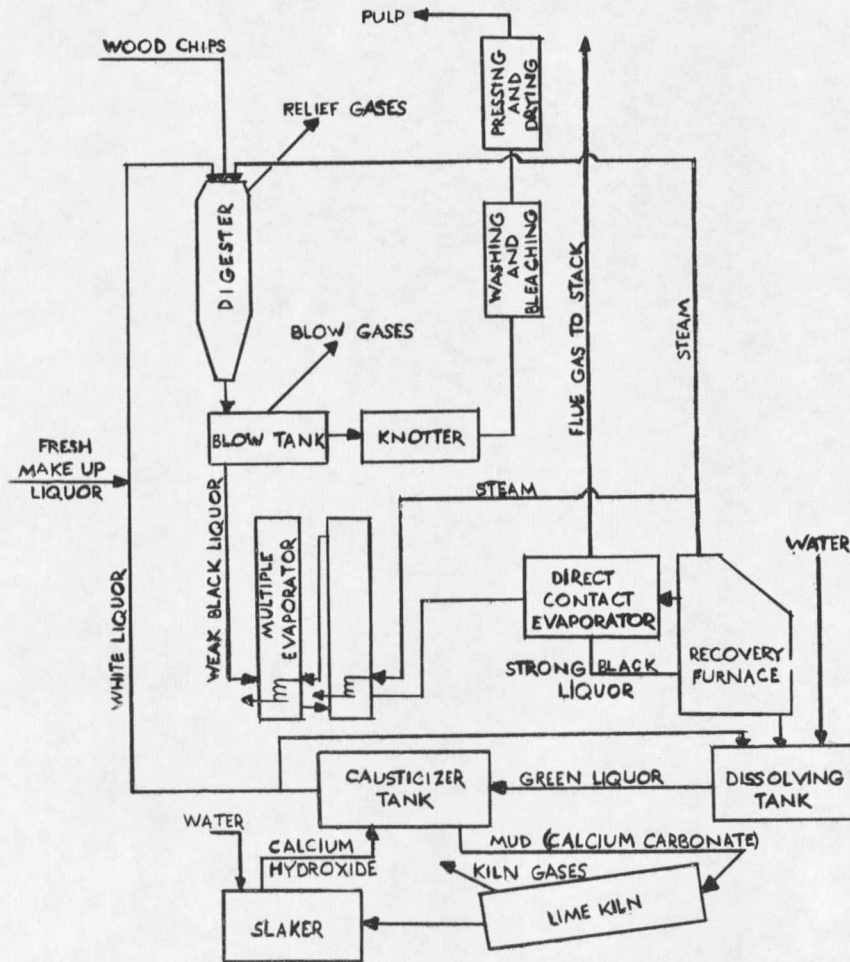 PULP
WOOD CHIPS
PRESSING
AND
DRYING
RELIEF GASES
DIGESTER
WASHING
AND
BLEACHING
FLUE GAS TO STACK
STEAM
BLOW GASES
BLOW TANK
KNOTTER
FRESH
MAKE UP
LIQUOR
STEAM
WATER
WHITE LIQUOR
WEAK BLACK LIQUOR
MULTIPLE
EVAPORATOR
DIRECT
CONTACT
EVAPORATOR
RECOVERY
FURNACE
STRONG BLACK
LIQUOR
CAUSTICIZER
TANK
GREEN LIQUOR
DISSOLVING
TANK
WATER
CALCIUM
HYDROXIDE
MUD (CALCIUM CARBONATE)
KILN GASES
LIME KILN
SLAKER